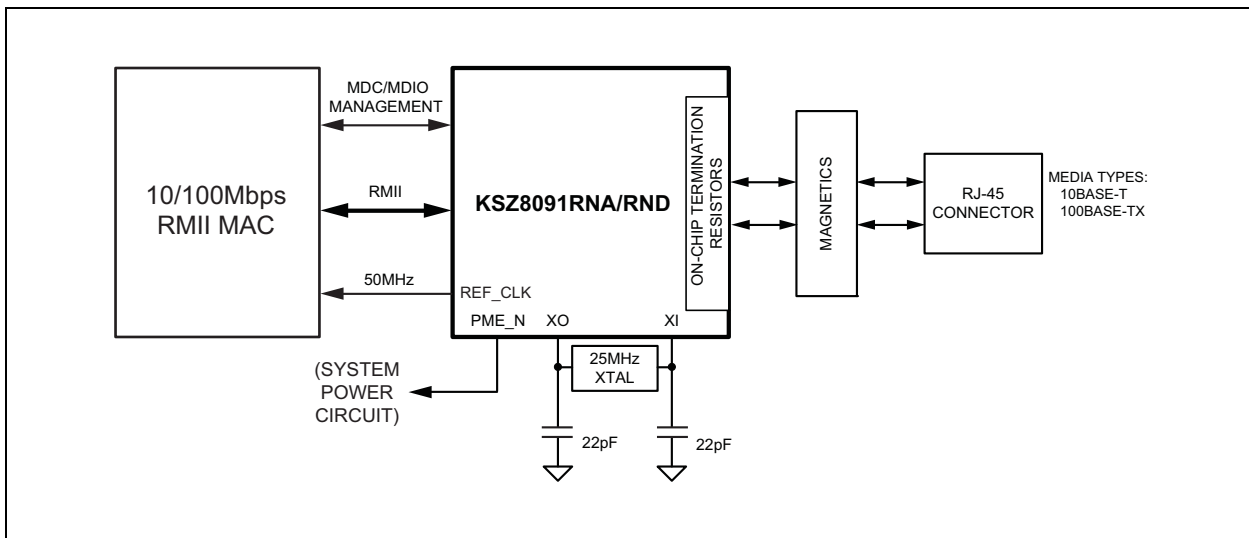 10/100Mbps
RMII MAC
MDC/MDIO
MANAGEMENT
RMII
50MHz
KSZ8091RNA/RND
REF_CLK
PME_N
XO
XI
ON-CHIP TERMINATION
RESISTORS
MAGNETICS
RJ-45
CONNECTOR
MEDIA TYPES:
10BASE-T
100BASE-TX
25MHz
XTAL
(SYSTEM
POWER
CIRCUIT)
22pF
22pF